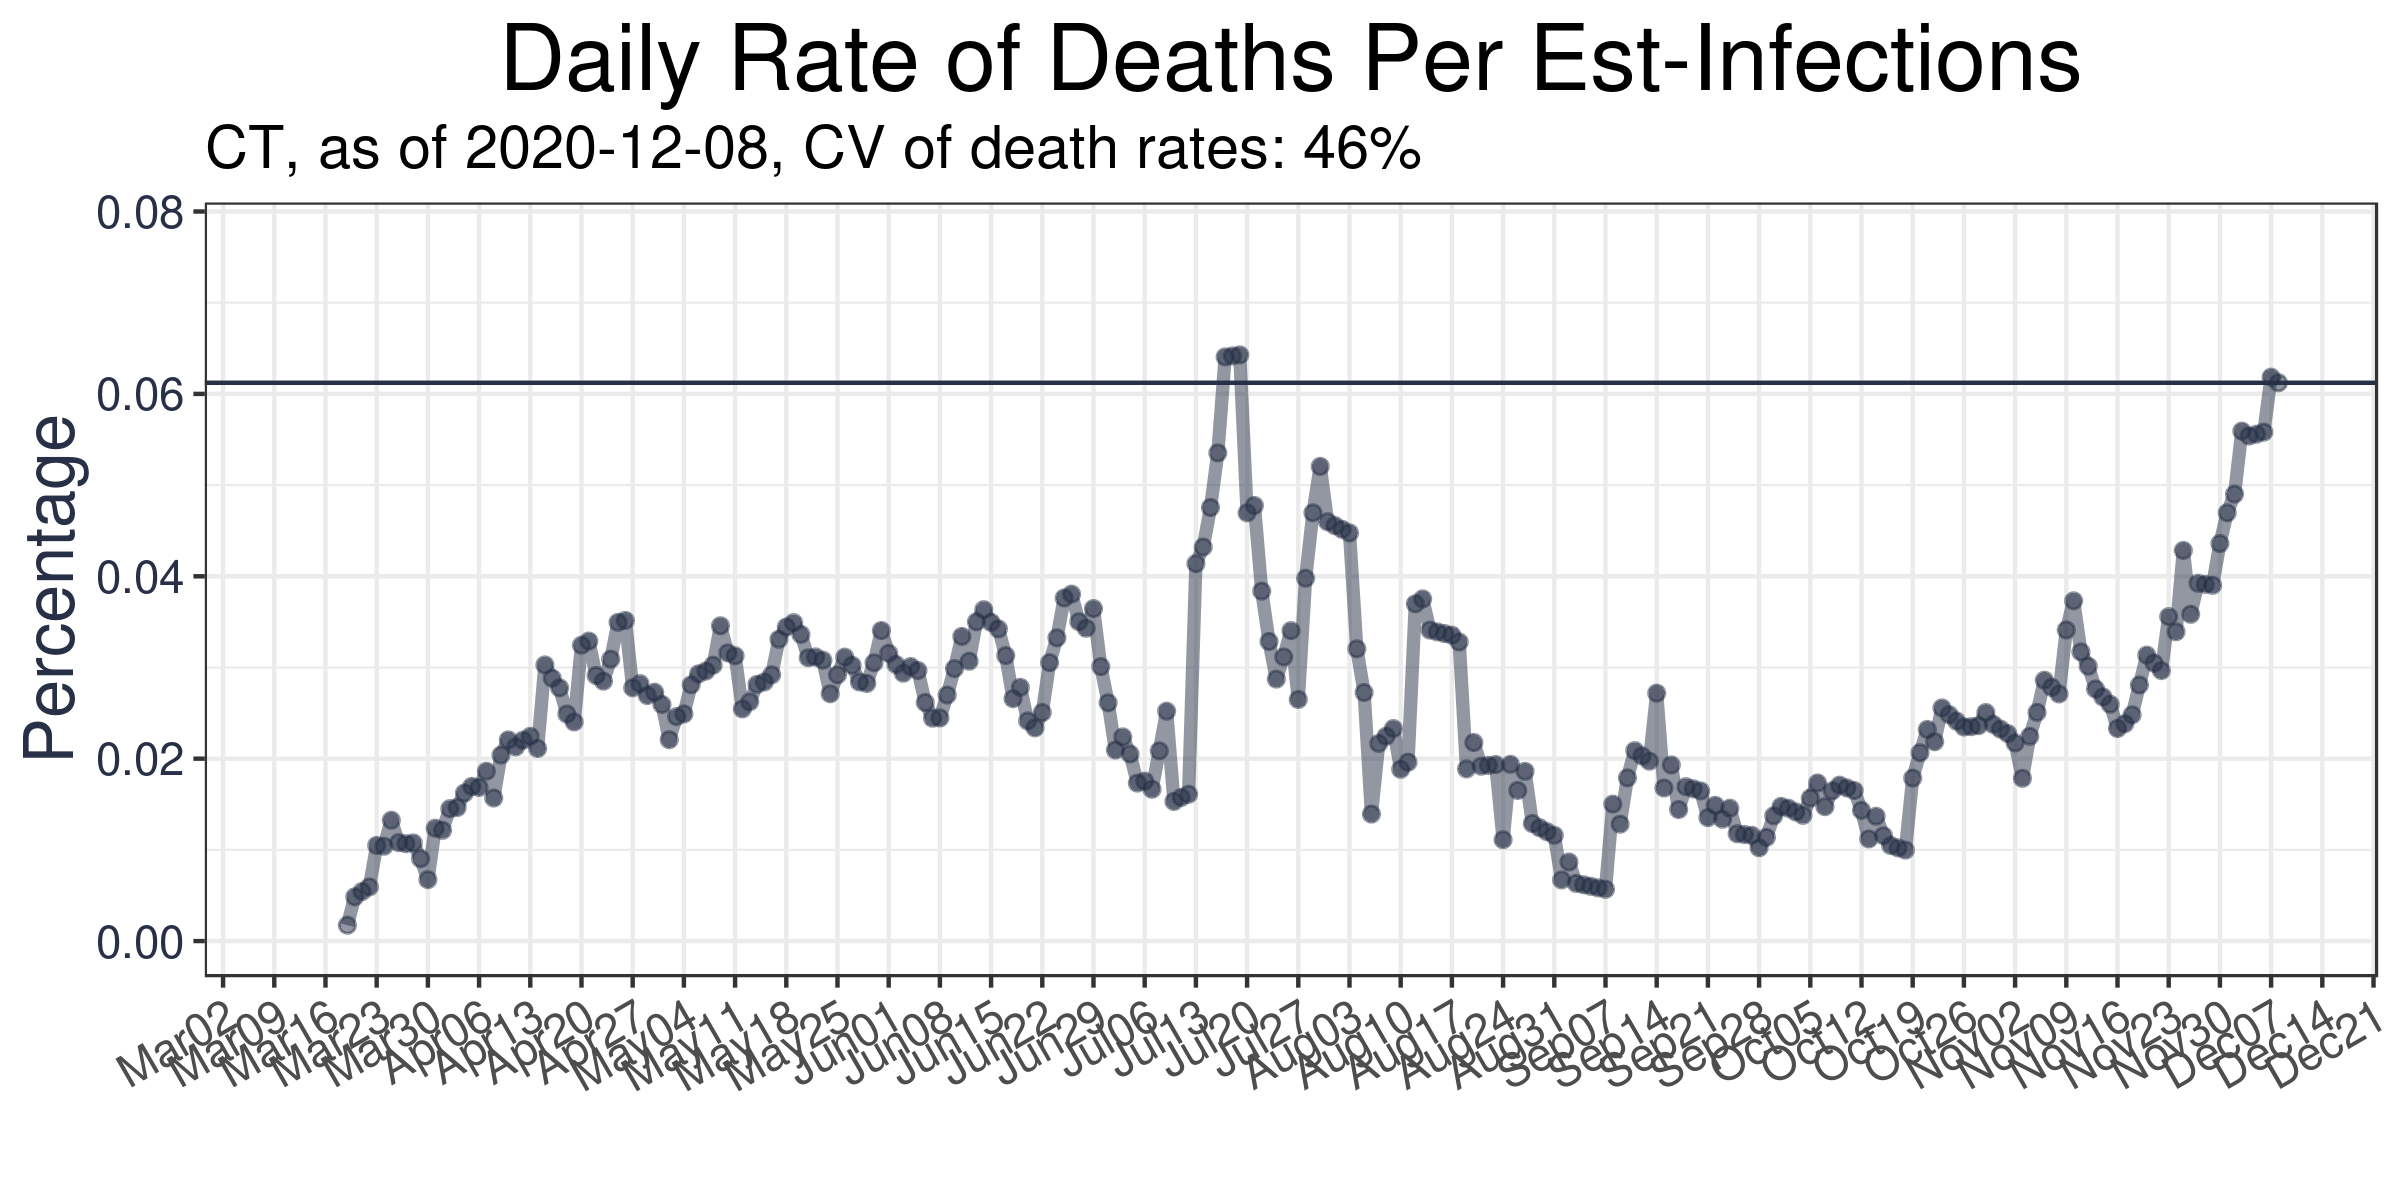 Daily Rate of Deaths Per Est-Infections
CT, as of 2020-12-08, CV of death rates: 46%
Percentage
0.08
0.06
0.04
0.02
0.00
Mar02
Mar09
Mar16
Mar23
Mar30
Apr06
Apr13
Apr20
Apr27
May04
May11
May18
May25
Jun01
Jun08
Jun15
Jun22
Jun29
Jul06
Jul13
Jul20
Jul27
Aug03
Aug10
Aug17
Aug24
Aug31
Sep07
Sep14
Sep21
Sep28
Oct05
Oct12
Oct19
Oct26
Nov02
Nov09
Nov16
Nov23
Nov30
Dec07
Dec14
Dec21